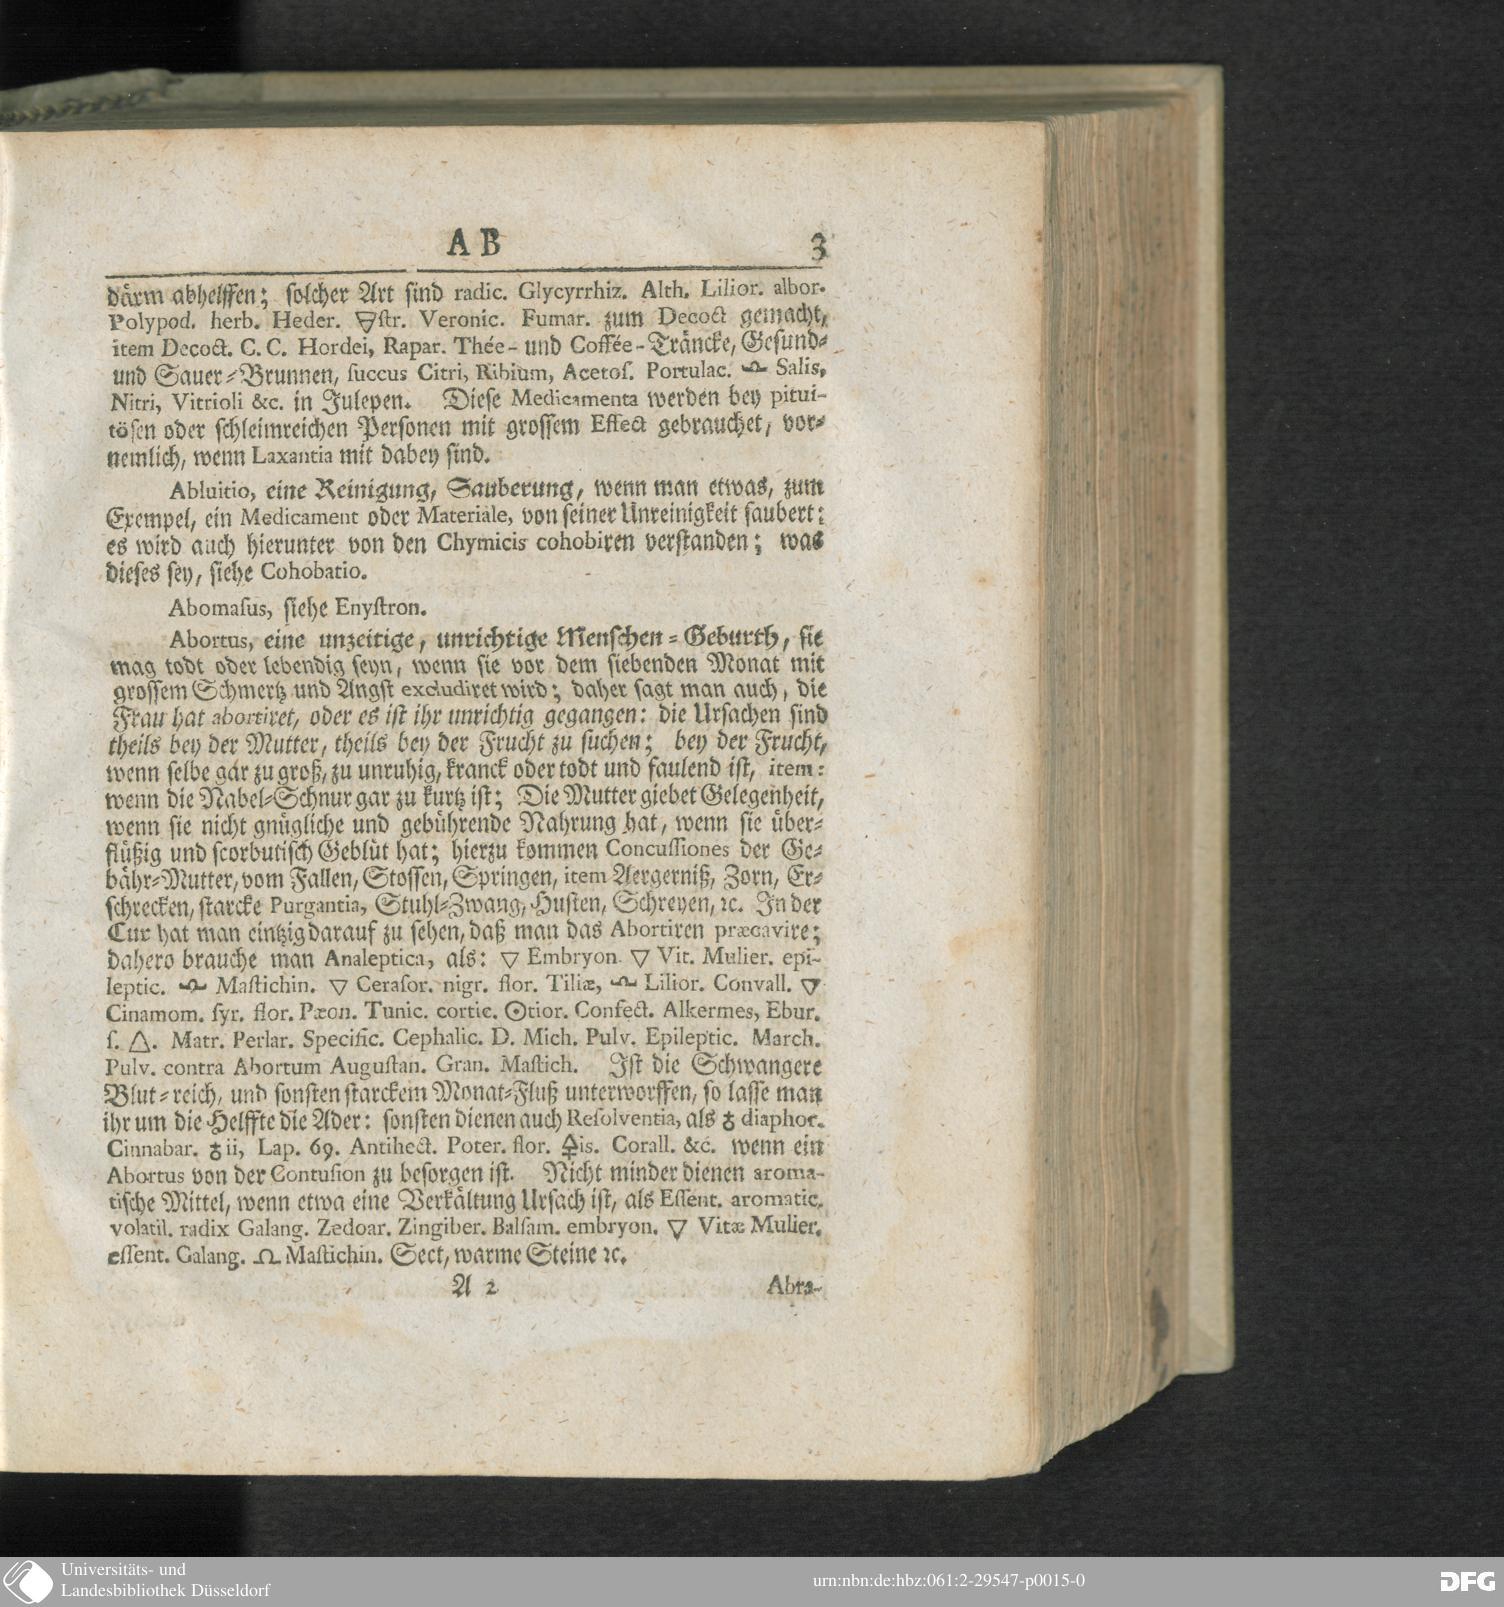 AB 3
därm abhelffen; solcher Art sind radic. Glycyrrhiz. Alth. Lilior. albor.
Polypod. herb. Heder. 🜃ſtr. Veronic. Fumar. zum Decoct gemacht,
item Decoct. C. C. Hordei, Rapar. Thée- und Coffée-Träncke, Gesund-
und Sauer-Brunnen, ſuccus Citri, Ribium, Acetoſ. Portulac. ☊ Salis,
Nitri, Vitrioli &c. in Julepen. Diese Medicamenta werden bey pitui-
tösen oder schleimreichen Personen mit grossem Effect gebrauchet, vor-
nemlich, wenn Laxantia mit dabey sind.
Abluitio, eine Reinigung, Sauberung, wenn man etwas, zum
Exempel, ein Medicament oder Materiale, von seiner Unreinigkeit saubert:
es wird auch hierunter von den Chymicis cohobiren verstanden; was
dieses sey, siehe Cohobatio.
Abomaſus, siehe Enyſtron.
Abortus, eine unzeitige, unrichtige Menschen-Geburth, sie
mag todt oder lebendig seyn, wenn sie vor dem siebenden Monat mit
grossem Schmertz und Angst excludiret wird; daher sagt man auch, die
Frau hat abortiret, oder es ist ihr unrichtig gegangen: die Ursachen sind
theils bey der Mutter, theils bey der Frucht zu suchen; bey der Frucht,
wenn selbe gar zu groß, zu unruhig, kranck oder todt und faulend ist, item:
wenn die Nabel-Schnur gar zu kurtz ist; Die Mutter giebet Gelegenheit,
wenn sie nicht gnügliche und gebührende Nahrung hat, wenn sie über-
flüßig und scorbutisch Geblüt hat; hierzu kommen Concuſſiones der Ge-
bähr-Mutter, vom Fallen, Stossen, Springen, item Aergerniß, Zorn, Er-
schrecken, starcke Purgantia, Stuhl-Zwang, Husten, Schreyen, ꝛc. In der
Cur hat man eintzig darauf zu sehen, daß man das Abortiren præcavire;
dahero brauche man Analeptica, als: 🜄 Embryon. 🜄 Vit. Mulier. epi-
leptic. ☊ Maſtichin. 🜄 Ceraſor. nigr. flor. Tiliæ, ☊ Lilior. Convall. 🜄
Cinamom. ſyr. flor. Pæon. Tunic. cortic. ☉tior. Confect. Alkermes, Ebur.
ſ. 🜂. Matr. Perlar. Specific. Cephalic. D. Mich. Pulv. Epileptic. March.
Pulv. contra Abortum Auguſtan. Gran. Maſtich. Ist die Schwangere
Blut-reich, und sonsten starckem Monat-Fluß unterworffen, so lasse man
ihr um die Helffte die Ader: sonsten dienen auch Reſolventia, als ♁ diaphor.
Cinnabar. ♁ii, Lap. 69. Antihect. Poter. flor. 🜍is. Corall. &c. wenn ein
Abortus von der Contuſion zu besorgen ist. Nicht minder dienen aroma-
tische Mittel, wenn etwa eine Verkältung Ursach ist, als Eſſent. aromatic.
volatil. radix Galang. Zedoar. Zingiber. Balſam. embryon. 🜄 Vitæ Mulier.
eſſent. Galang. ☊ Maſtichin. Sect, warme Steine ꝛc.
A 2 Abra-
Universitäts- und
Landesbibliothek Düsseldorf
urn:nbn:de:hbz:061:2-29547-p0015-0
DFG